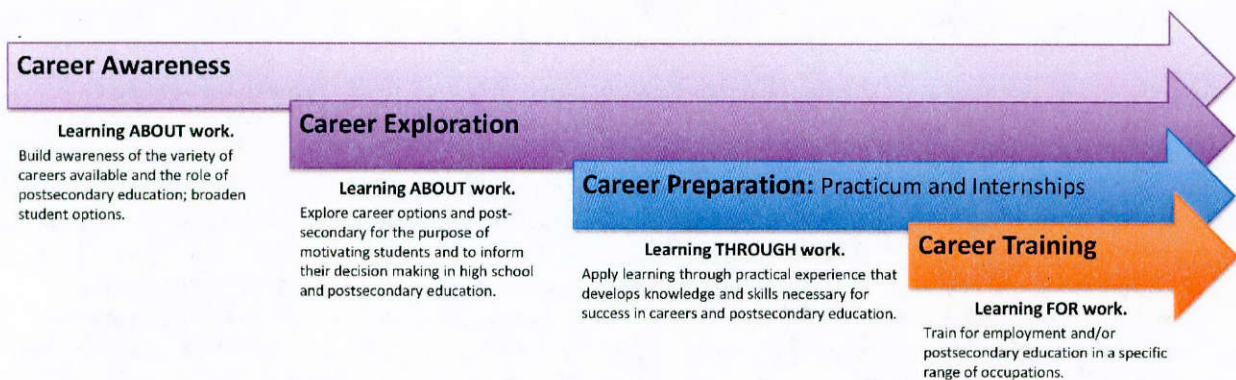 Career Awareness
Learning ABOUT work.
Build awareness of the variety of
careers available and the role of
postsecondary education; broaden
student options.
Career Exploration
Learning ABOUT work.
Explore career options and post-
secondary for the purpose of
motivating students and to inform
their decision making in high school
and postsecondary education.
Career Preparation: Practicum and Internships
Learning THROUGH work.
Apply learning through practical experience that
develops knowledge and skills necessary for
success in careers and postsecondary education.
Career Training
Learning FOR work.
Train for employment and/or
postsecondary education in a specific
range of occupations.